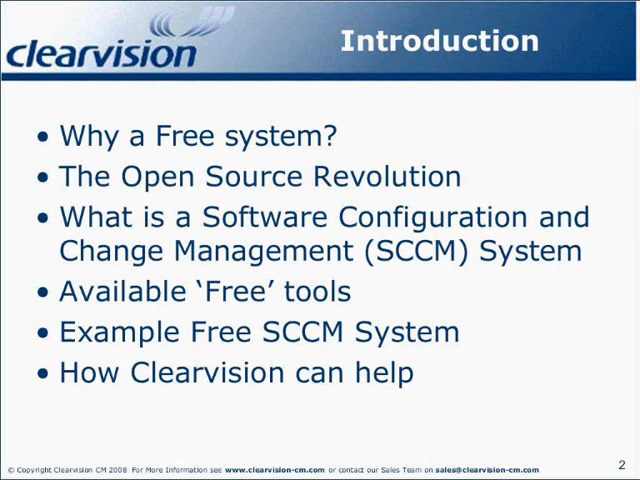 clearvision
Introduction
• Why a Free system?
• The Open Source Revolution
• What is a Software Configuration and
Change Management (SCCM) System
• Available ‘Free’ tools
• Example Free SCCM System
• How Clearvision can help
© Copyright Clearvision CM 2008 For More Information see www.clearvision-cm.com or contact our Sales Team on sales@clearvision-cm.com
2